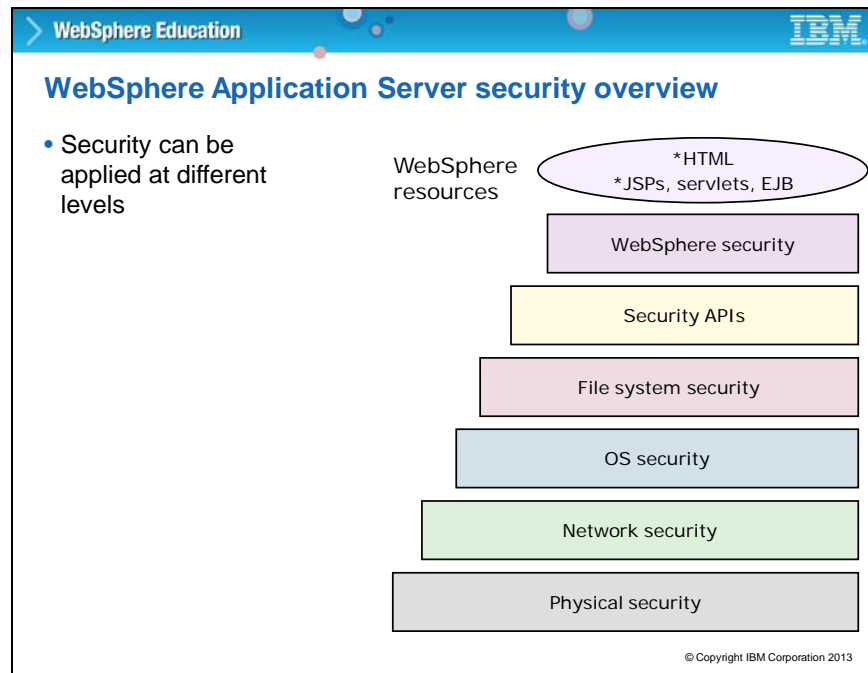 WebSphere Education
IBM
WebSphere Application Server security overview
• Security can be
applied at different
levels
WebSphere
resources
*HTML
*JSPs, servlets, EJB
WebSphere security
Security APIs
File system security
OS security
Network security
Physical security
© Copyright IBM Corporation 2013